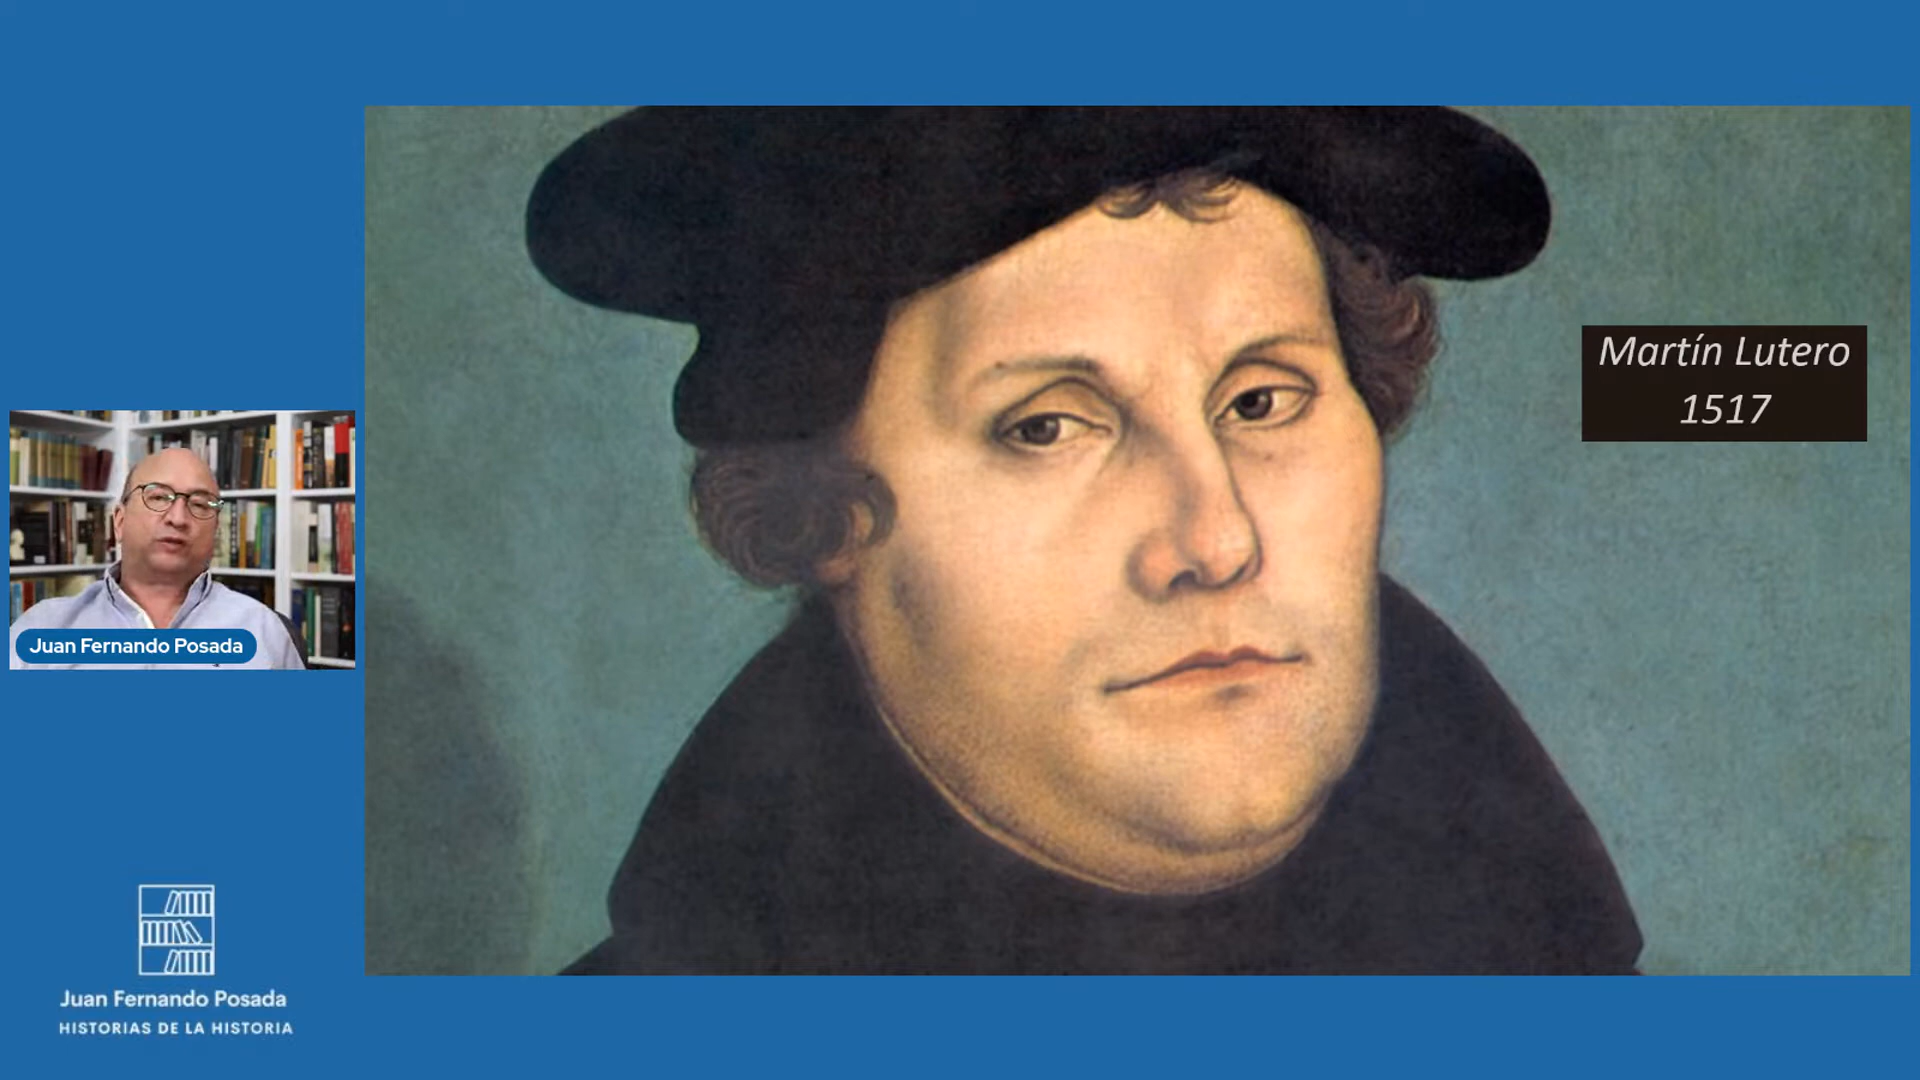 Martín Lutero
1517
Juan Fernando Posada
Juan Fernando Posada
HISTORIAS DE LA HISTORIA